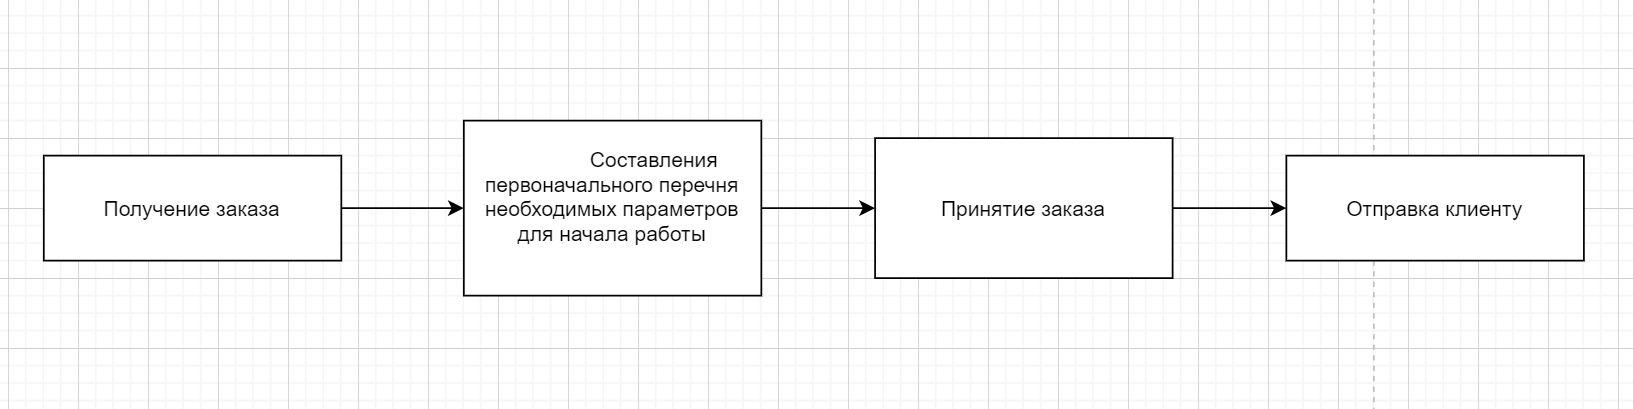 Получение заказа
Составления
первоначального перечня
необходимых параметров
для начала работы
Принятие заказа
Отправка клиенту